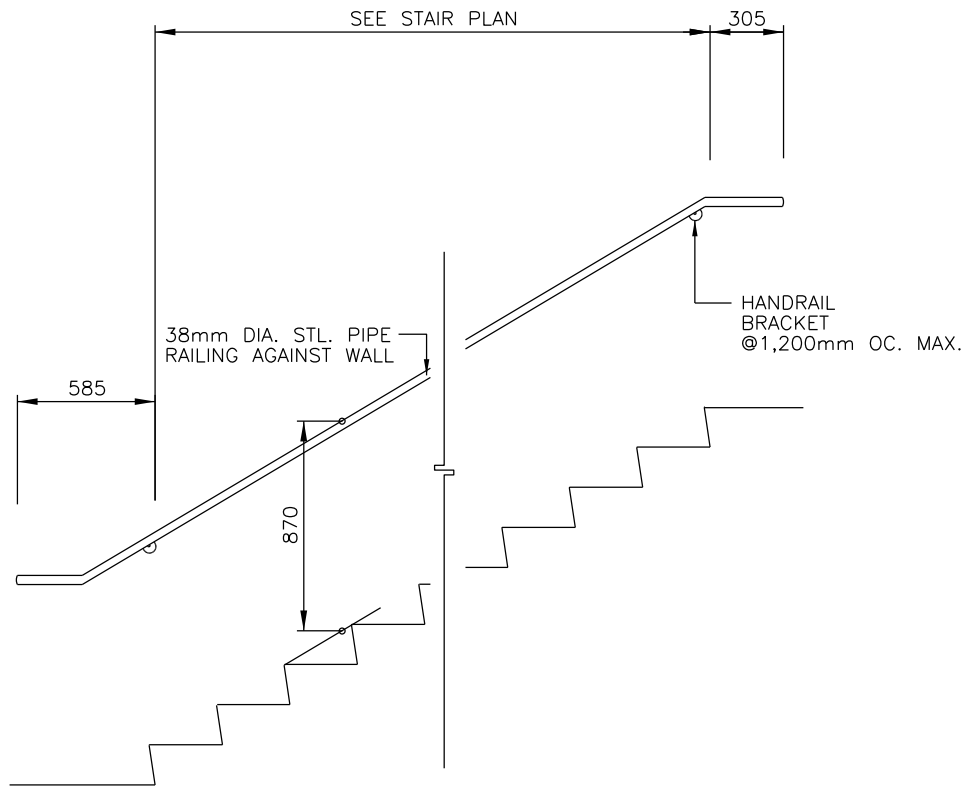 SEE STAIR PLAN
305
HANDRAIL
BRACKET
@1,200mm OC. MAX.
38mm DIA. STL. PIPE
RAILING AGAINST WALL
585
870